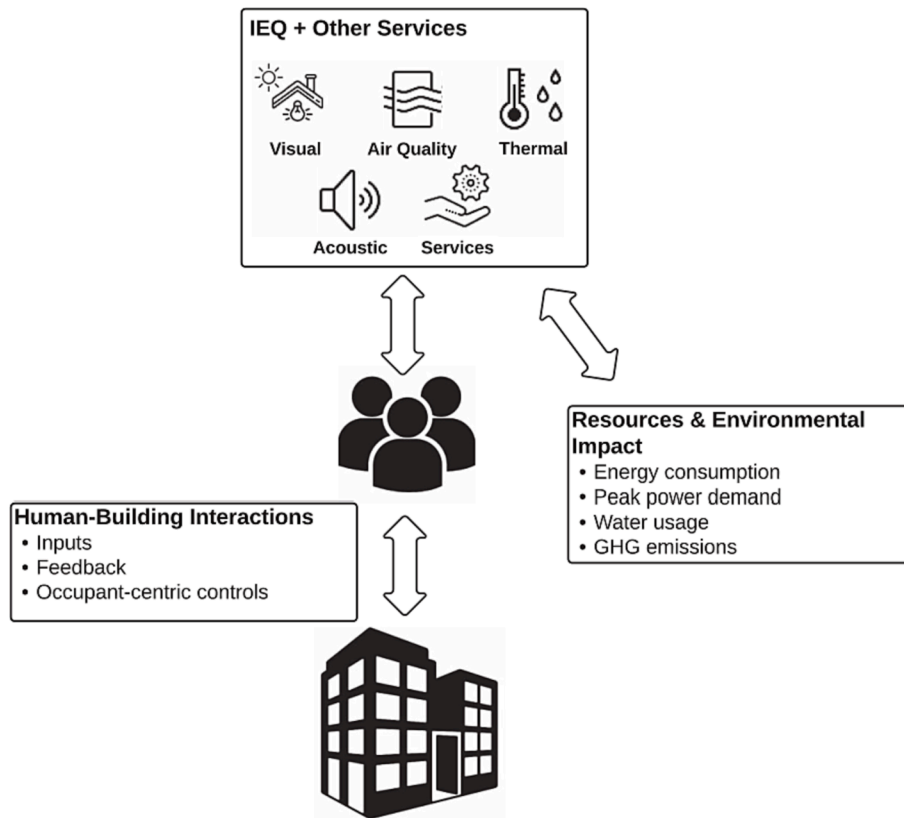 IEQ + Other Services
Visual
Air Quality
Thermal
Acoustic
Services
Resources & Environmental
Impact
• Energy consumption
• Peak power demand
• Water usage
• GHG emissions
Human-Building Interactions
• Inputs
• Feedback
• Occupant-centric controls